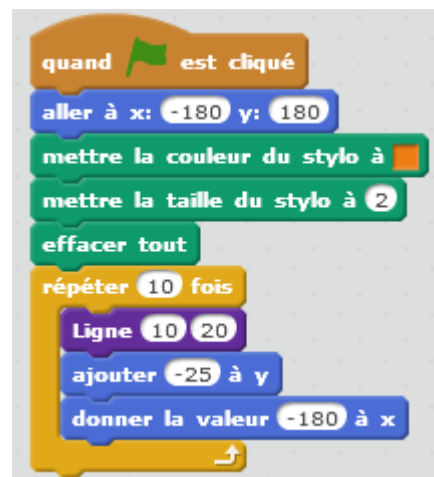 quand est cliqué
aller à x: -180 y: 180
mettre la couleur du stylo à
mettre la taille du stylo à 2
effacer tout
répéter 10 fois
Ligne 10 20
ajouter -25 à y
donner la valeur -180 à x